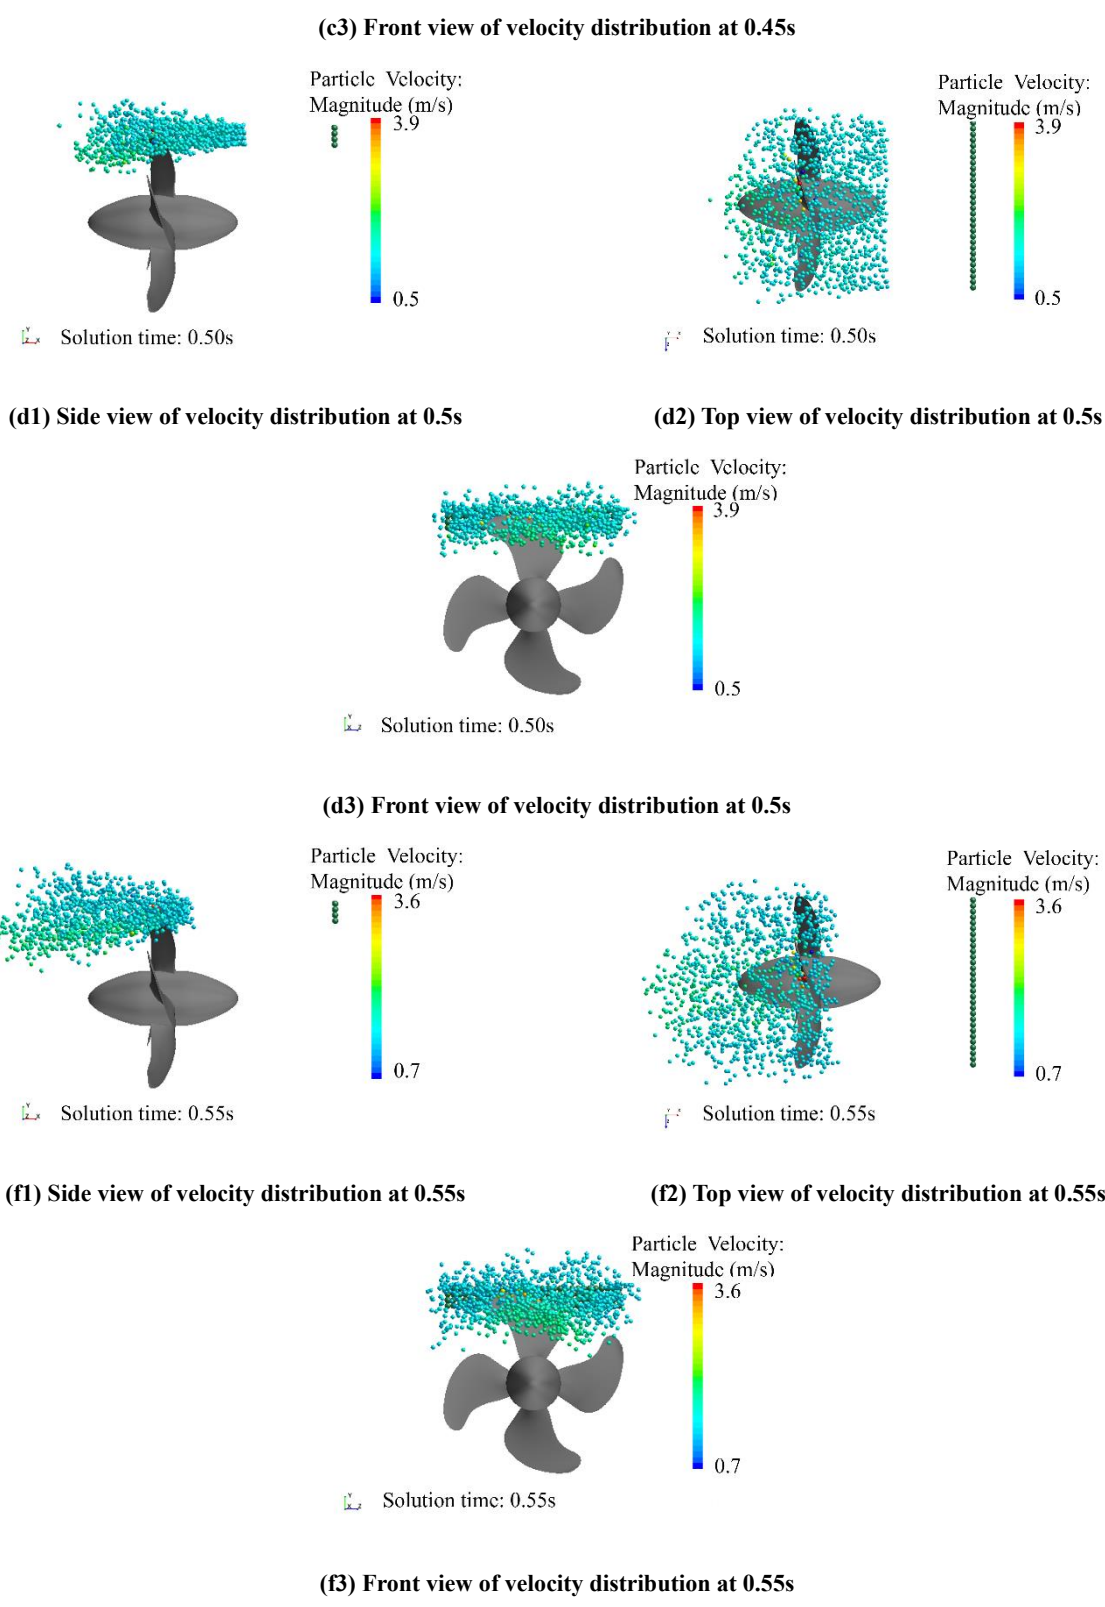 (c3) Front view of velocity distribution at 0.45s
Particle Velocity:
Magnitude (m/s)
3.9
0.5
Solution time: 0.50s
Particle Velocity:
Magnitude (m/s)
3.9
0.5
Solution time: 0.50s
(d1) Side view of velocity distribution at 0.5s
(d2) Top view of velocity distribution at 0.5s
Particle Velocity:
Magnitude (m/s)
3.9
0.5
Solution time: 0.50s
(d3) Front view of velocity distribution at 0.5s
Particle Velocity:
Magnitude (m/s)
3.6
0.7
Solution time: 0.55s
Particle Velocity:
Magnitude (m/s)
3.6
0.7
Solution time: 0.55s
(f1) Side view of velocity distribution at 0.55s
(f2) Top view of velocity distribution at 0.55s
Particle Velocity:
Magnitude (m/s)
3.6
0.7
Solution time: 0.55s
(f3) Front view of velocity distribution at 0.55s